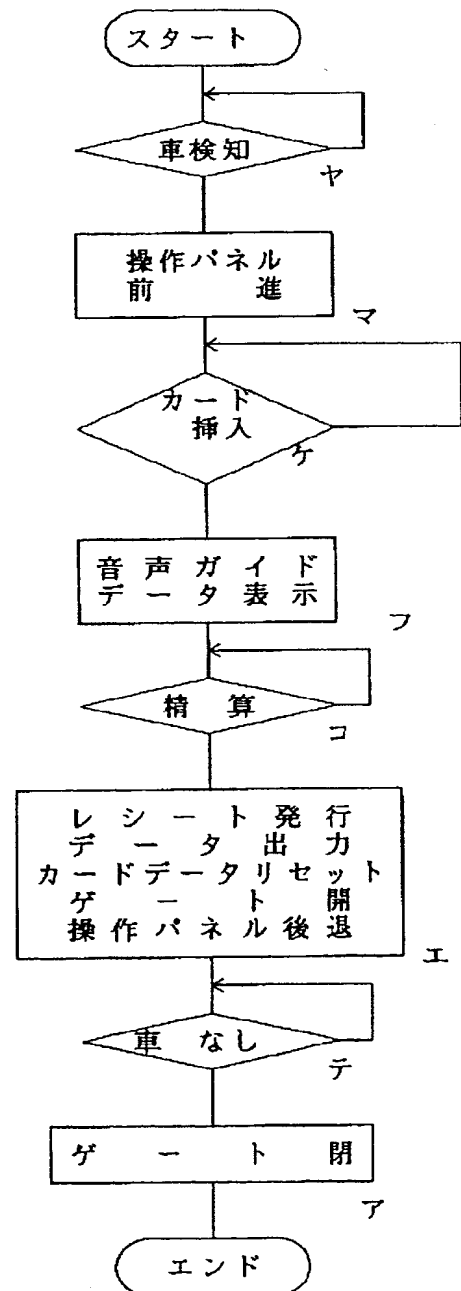 スタート
車検知
ヤ
操作パネル
前進
マ
カード
挿入
ケ
音声ガイド
データ表示
フ
精算
コ
レシート発行
データ出力
カードデータリセット
ゲート開
操作パネル後退
エ
車なし
テ
ゲート閉
ア
エンド